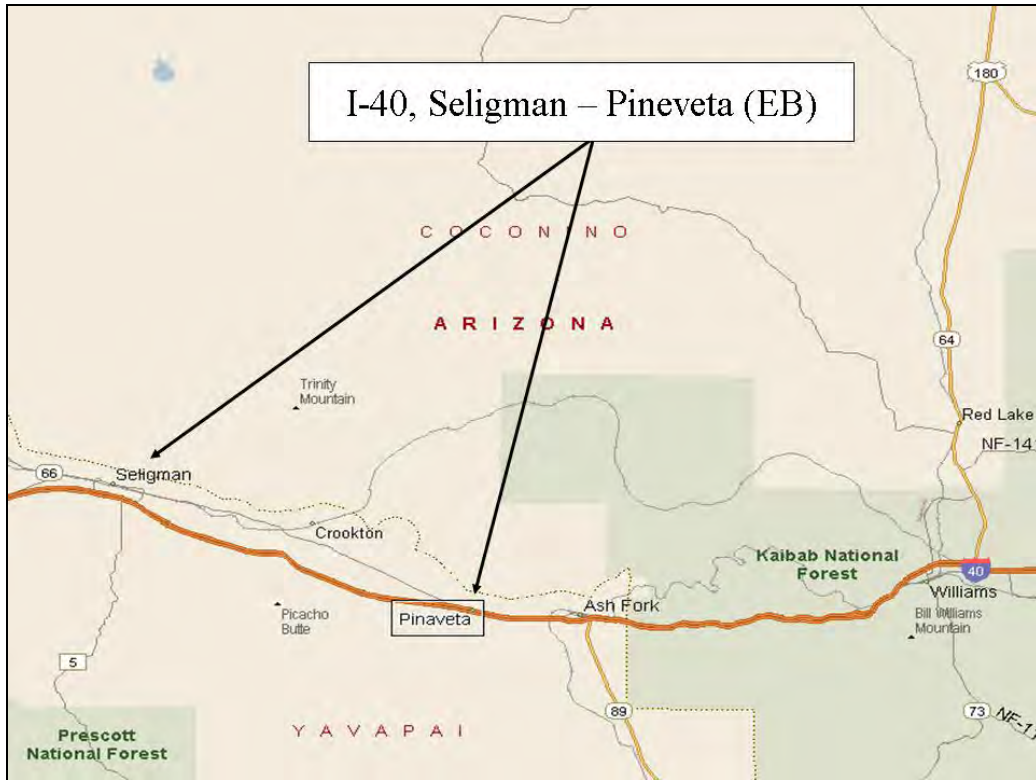 180
I-40, Seligman – Pineveta (EB)
C O C O N I N O
A R I Z O N A
64
Trinity
Mountain
Red Lake
NF-141
66
Seligman
Crookton
Kaibab National
Forest
40
Williams
Picacho
Butte
Pinaveta
Ash Fork
Bill Williams
Mountain
5
89
73
Y A V A P A I
Prescott
National Forest